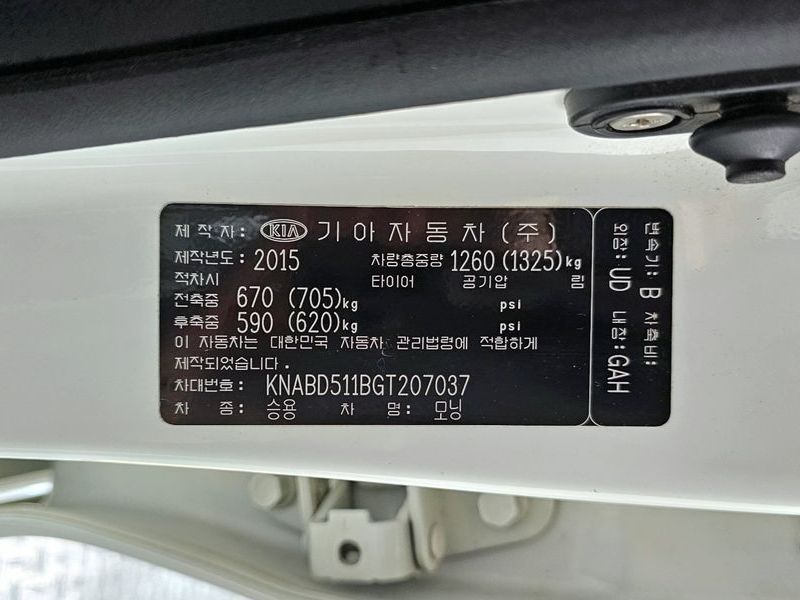 제 작 자 : KIA 기아자동차(주)
제작년도 : 2015 차량총중량 1260 (1325)kg
적차시 타이어 공기압 림
전축중 670 (705)kg psi
후축중 590 (620)kg psi
이 자동차는 대한민국 자동차 관리법령에 적합하게
제작되었습니다.
차대번호 : KNABD511BGT207037
차 종 : 승용 차 명 : 모닝
변속기 : B 차축비 :
외장 : UD 내장 : GAH